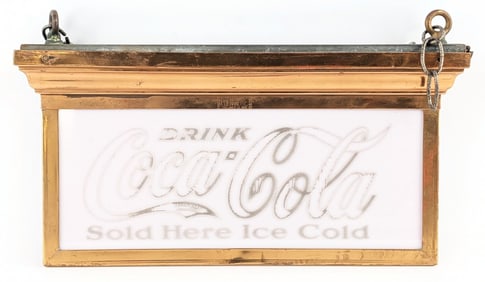 DRINK
Coca-Cola
Sold Here Ice Cold